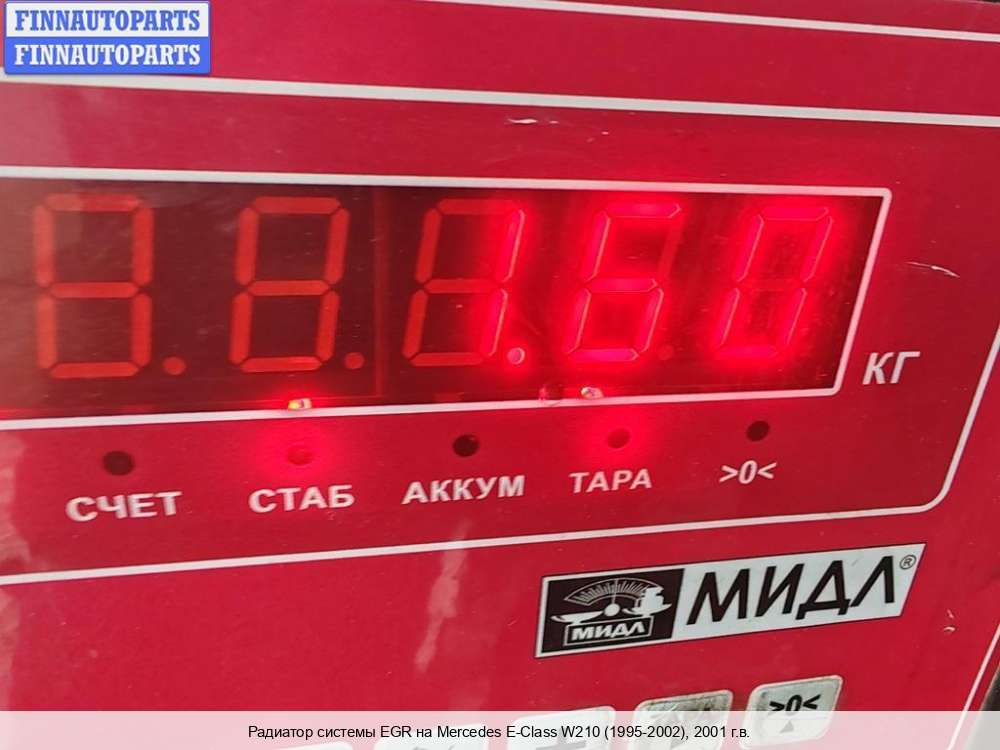 FINNAUTOPARTS
FINNAUTOPARTS
1.60
КГ
СЧЕТ СТАБ АККУМ ТАРА >0<
МИДЛ МИДЛ®
>0<
Радиатор системы EGR на Mercedes E-Class W210 (1995-2002), 2001 г.в.